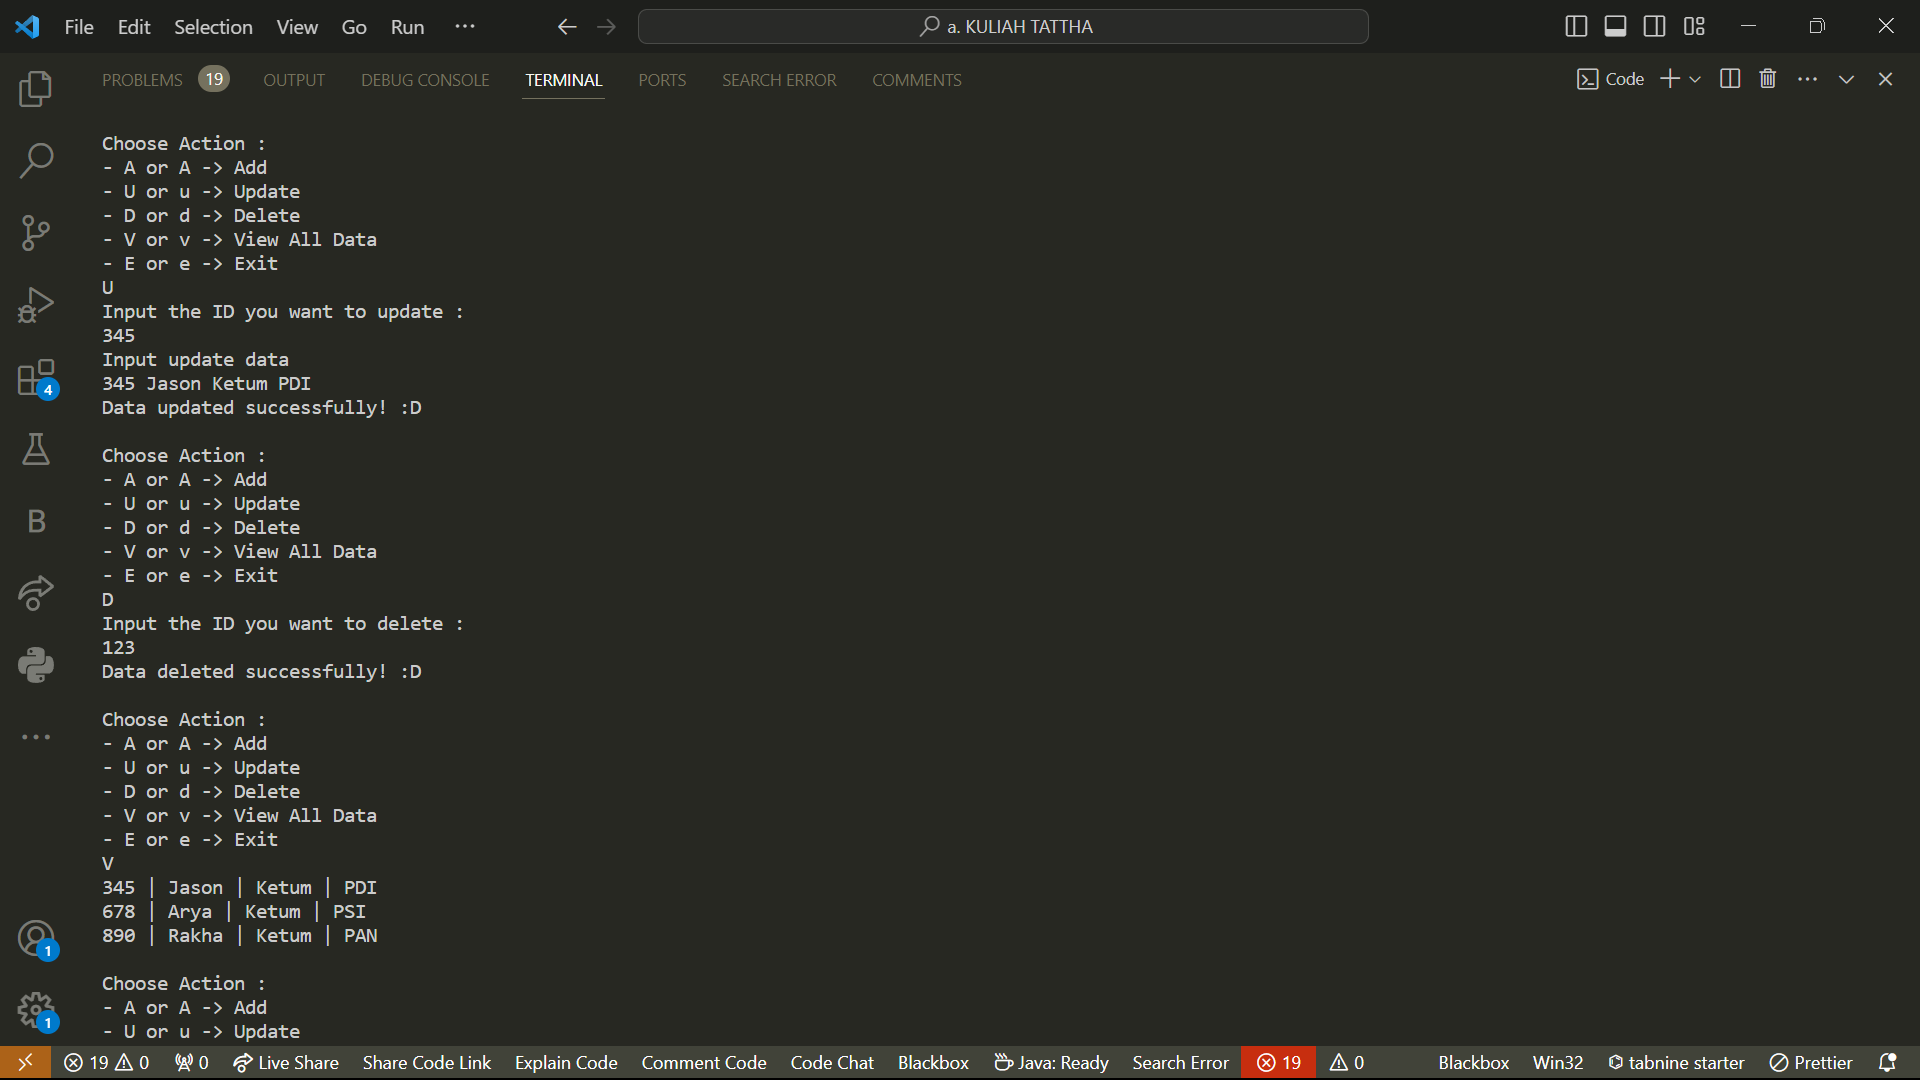 File Edit Selection View Go Run ··· a. KULIAH TATTHA
PROBLEMS 19 OUTPUT DEBUG CONSOLE TERMINAL PORTS SEARCH ERROR COMMENTS Code
Choose Action :
- A or A -> Add
- U or u -> Update
- D or d -> Delete
- V or v -> View All Data
- E or e -> Exit
U
Input the ID you want to update :
345
Input update data
345 Jason Ketum PDI
Data updated successfully! :D
Choose Action :
- A or A -> Add
- U or u -> Update
- D or d -> Delete
- V or v -> View All Data
- E or e -> Exit
D
Input the ID you want to delete :
123
Data deleted successfully! :D
Choose Action :
- A or A -> Add
- U or u -> Update
- D or d -> Delete
- V or v -> View All Data
- E or e -> Exit
V
345 | Jason | Ketum | PDI
678 | Arya | Ketum | PSI
890 | Rakha | Ketum | PAN
Choose Action :
- A or A -> Add
- U or u -> Update
4
B
1
1
19 0 0 Live Share Share Code Link Explain Code Comment Code Code Chat Blackbox Java: Ready Search Error 19 0 Blackbox Win32 tabnine starter Prettier